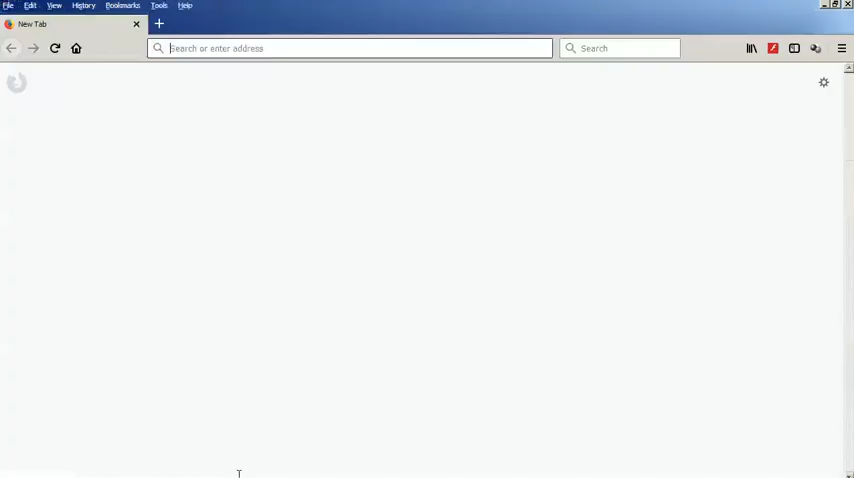 File Edit View History Bookmarks Tools Help
New Tab
Search or enter address
Search